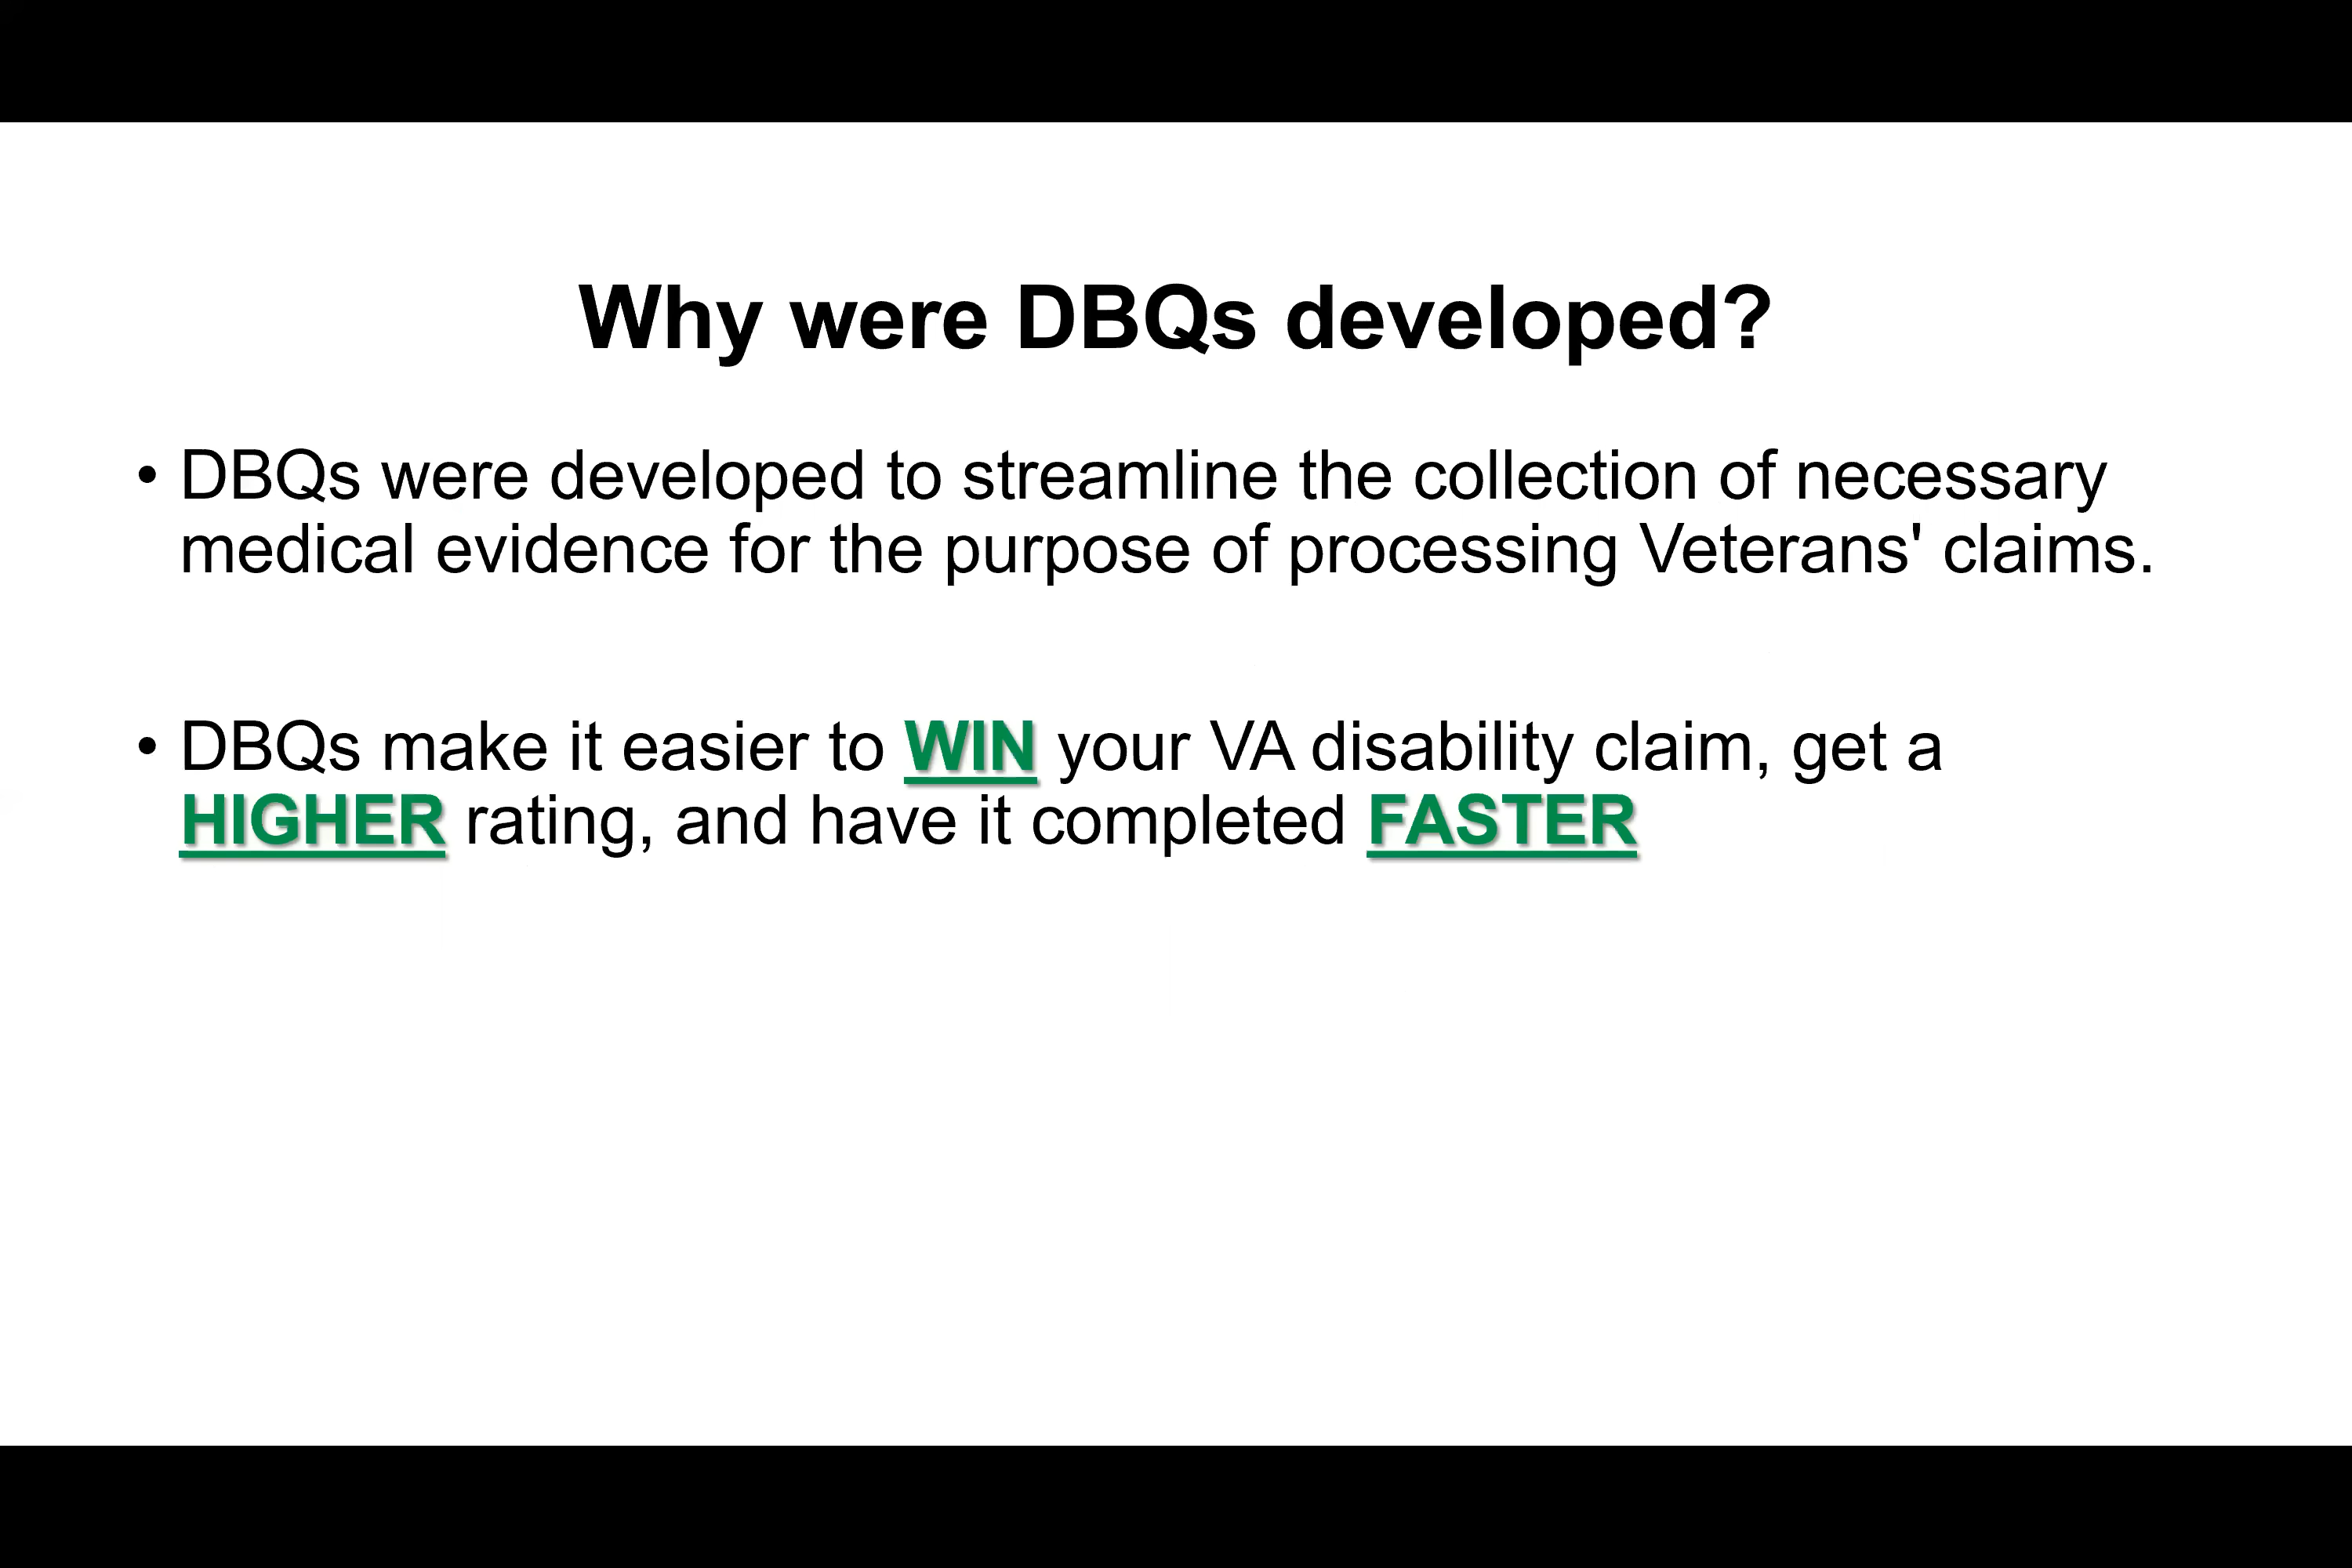 Why were DBQs developed?
• DBQs were developed to streamline the collection of necessary
medical evidence for the purpose of processing Veterans' claims.
• DBQs make it easier to WIN your VA disability claim, get a
HIGHER rating, and have it completed FASTER